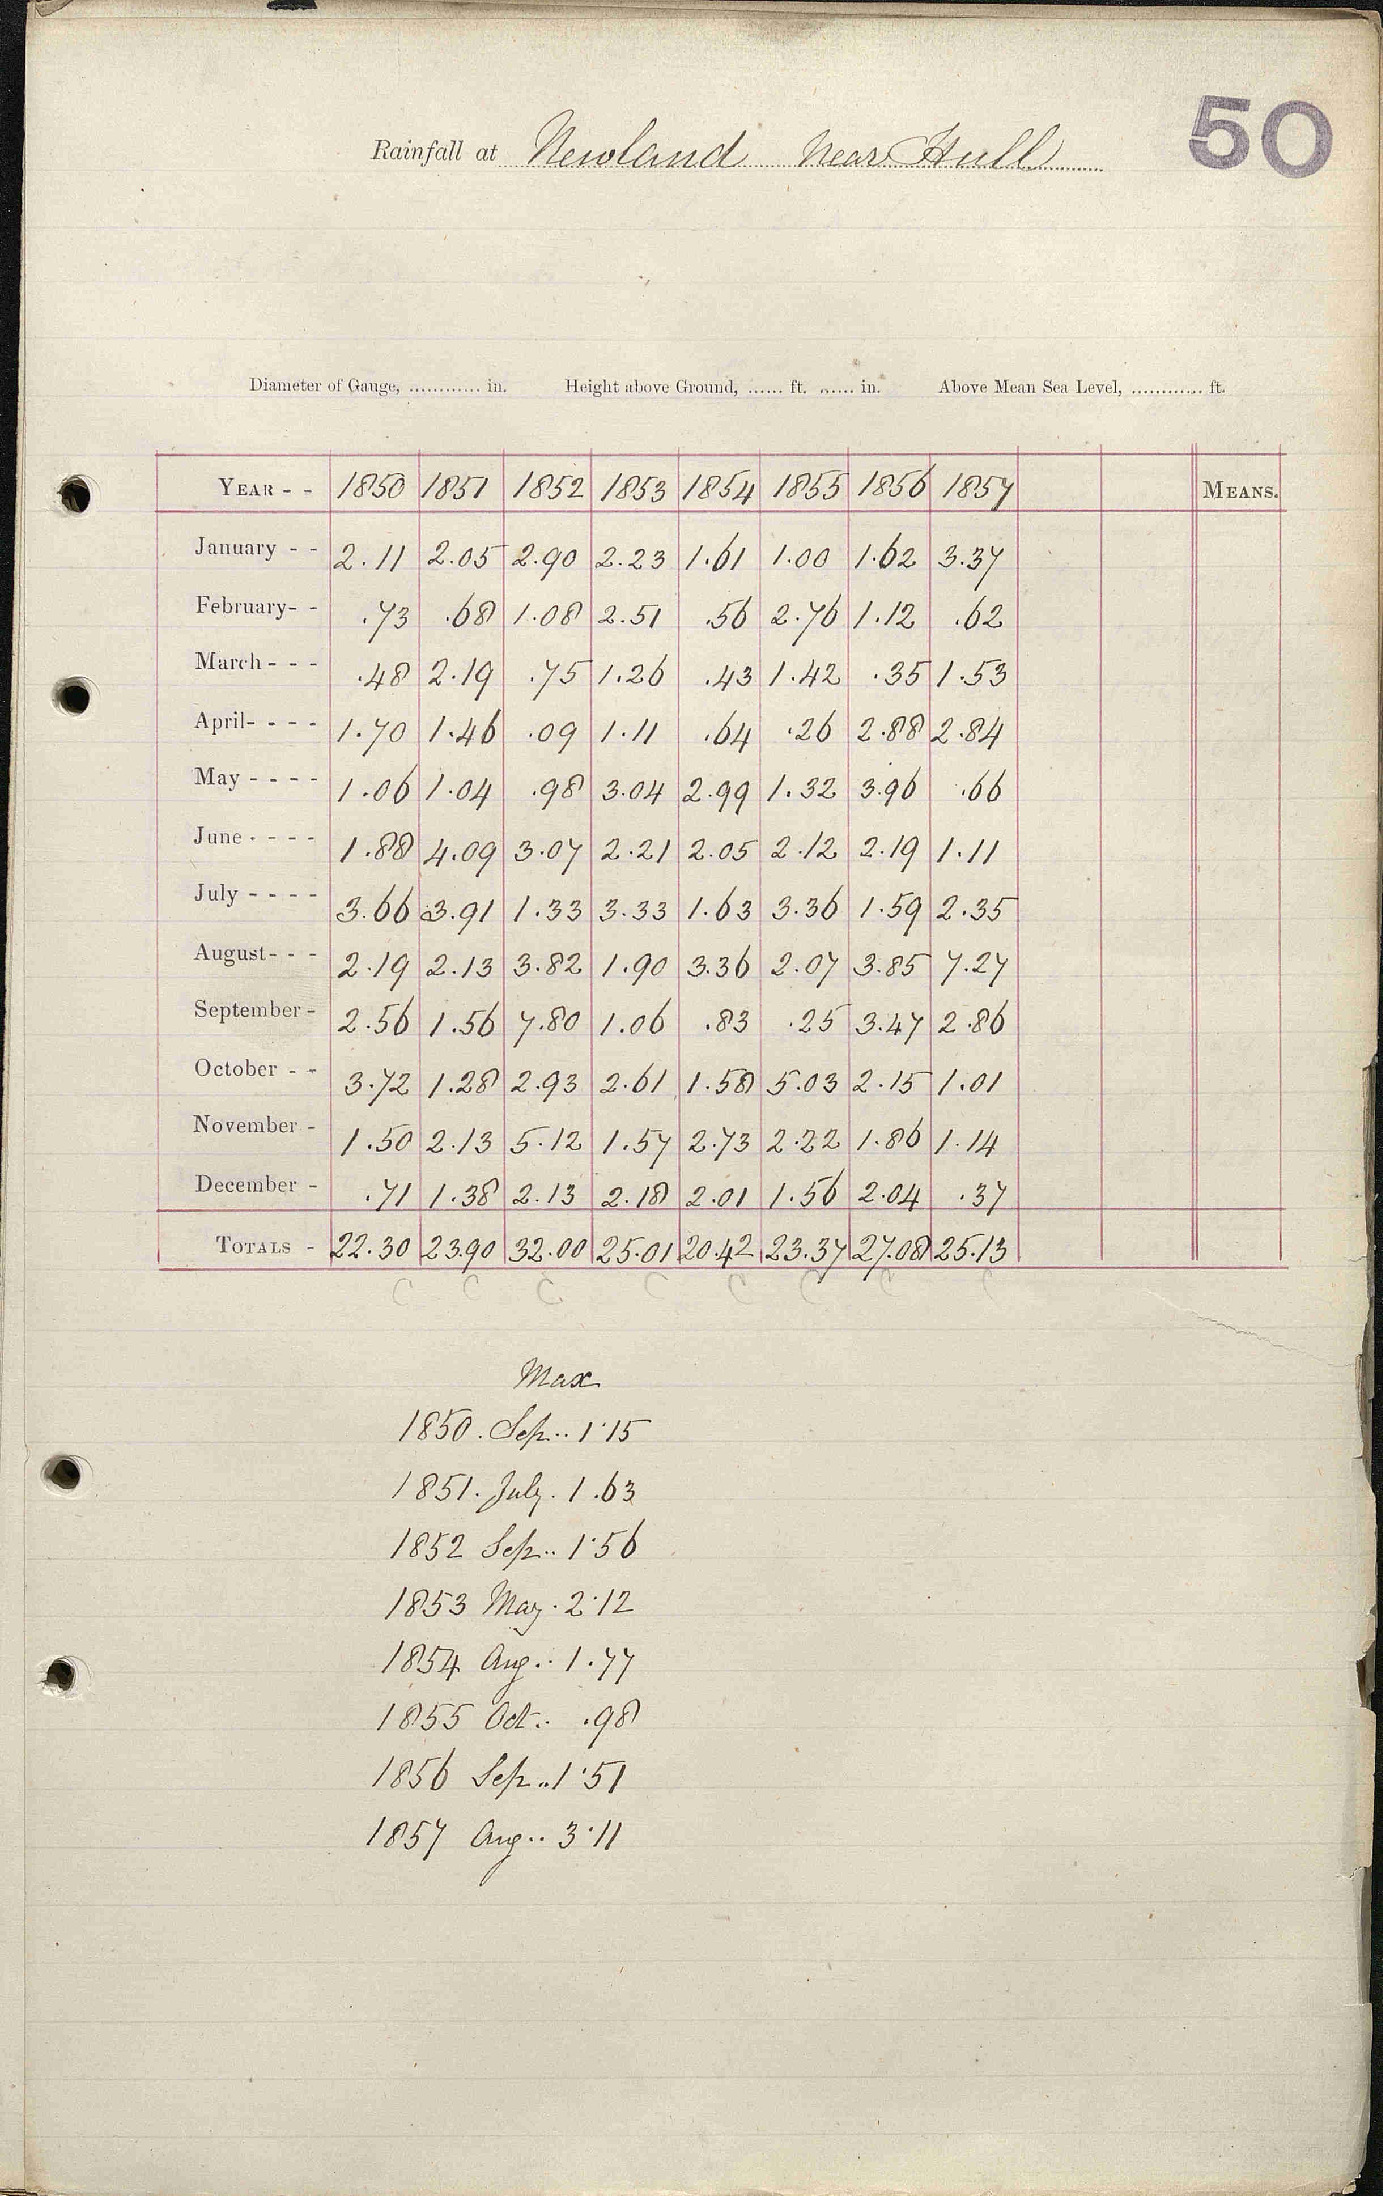 50
Rainfall at Newland near Hull
Diameter of Gauge, ............ in. Height above Ground, ...... ft. ...... in. Above Mean Sea Level, ............ ft.
YEAR - - 1850 1851 1852 1853 1854 1855 1856 1857 MEANS.
January - - 2.11 2.05 2.90 2.23 1.61 1.00 1.62 3.37
February- - .73 .68 1.08 2.51 .56 2.76 1.12 .62
March - - - .48 2.19 .75 1.26 .43 1.42 .35 1.53
April- - - - 1.70 1.46 .09 1.11 .64 .26 2.88 2.84
May - - - - 1.06 1.04 .98 3.04 2.99 1.32 3.96 .66
June - - - - 1.88 4.09 3.07 2.21 2.05 2.12 2.19 1.11
July - - - - 3.66 3.91 1.33 3.33 1.63 3.36 1.59 2.35
August- - - 2.19 2.13 3.82 1.90 3.36 2.07 3.85 7.27
September - 2.56 1.56 7.80 1.06 .83 .25 3.47 2.86
October - - 3.72 1.28 2.93 2.61 1.58 5.03 2.15 1.01
November - 1.50 2.13 5.12 1.57 2.73 2.22 1.86 1.14
December - .71 1.38 2.13 2.18 2.01 1.56 2.04 .37
TOTALS - 22.30 23.90 32.00 25.01 20.42 23.37 27.08 25.13
C C C C C C C C
Max
1850. Sep.. 1.15
1851. July. 1.63
1852 Sep.. 1.56
1853 May. 2.12
1854 Aug.. 1.77
1855 Oct.. .98
1856 Sep.. 1.51
1857 Aug.. 3.11